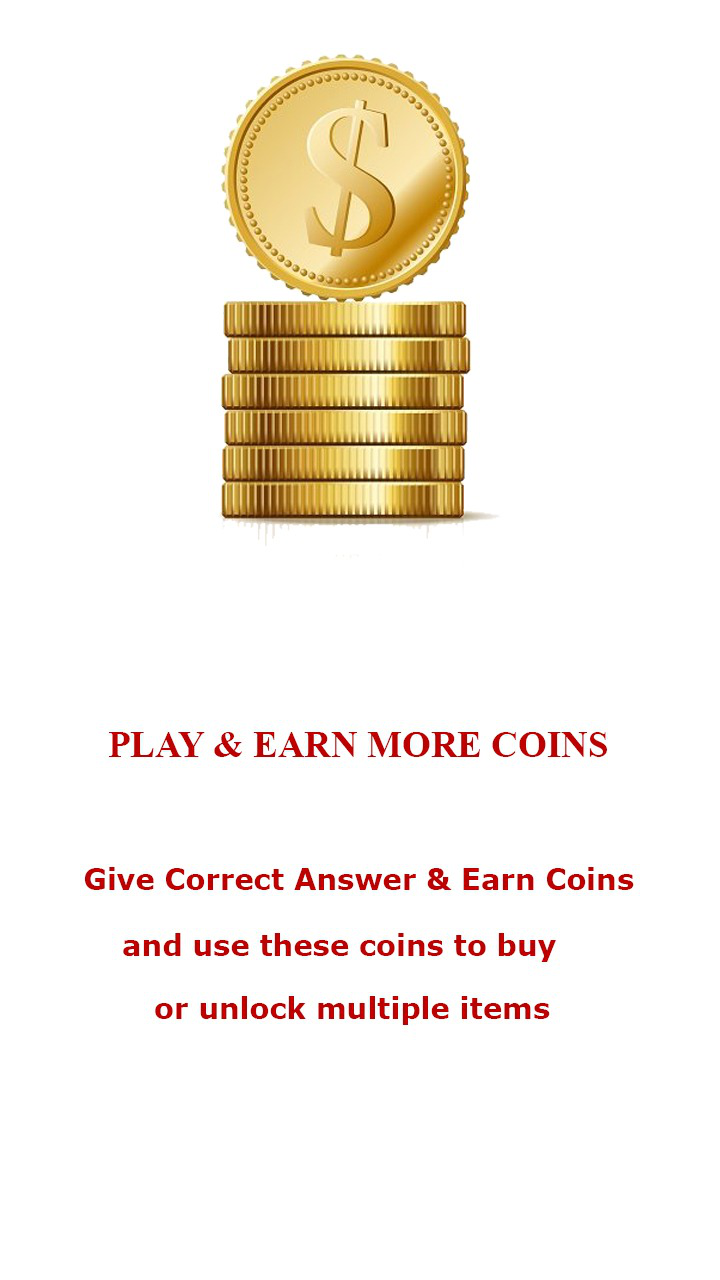 $
PLAY & EARN MORE COINS
Give Correct Answer & Earn Coins
and use these coins to buy
or unlock multiple items